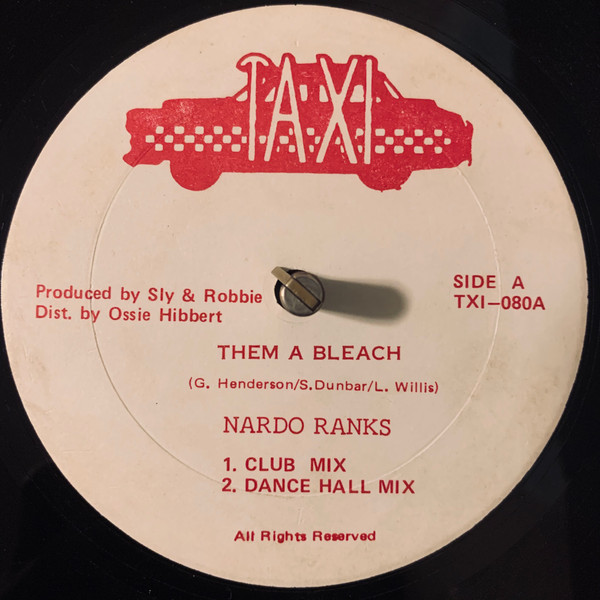 TAXI
Produced by Sly & Robbie
Dist. by Ossie Hibbert
SIDE A
TXI-080A
THEM A BLEACH
(G. Henderson/S.Dunbar/L. Willis)
NARDO RANKS
1. CLUB MIX
2. DANCE HALL MIX
All Rights Reserved